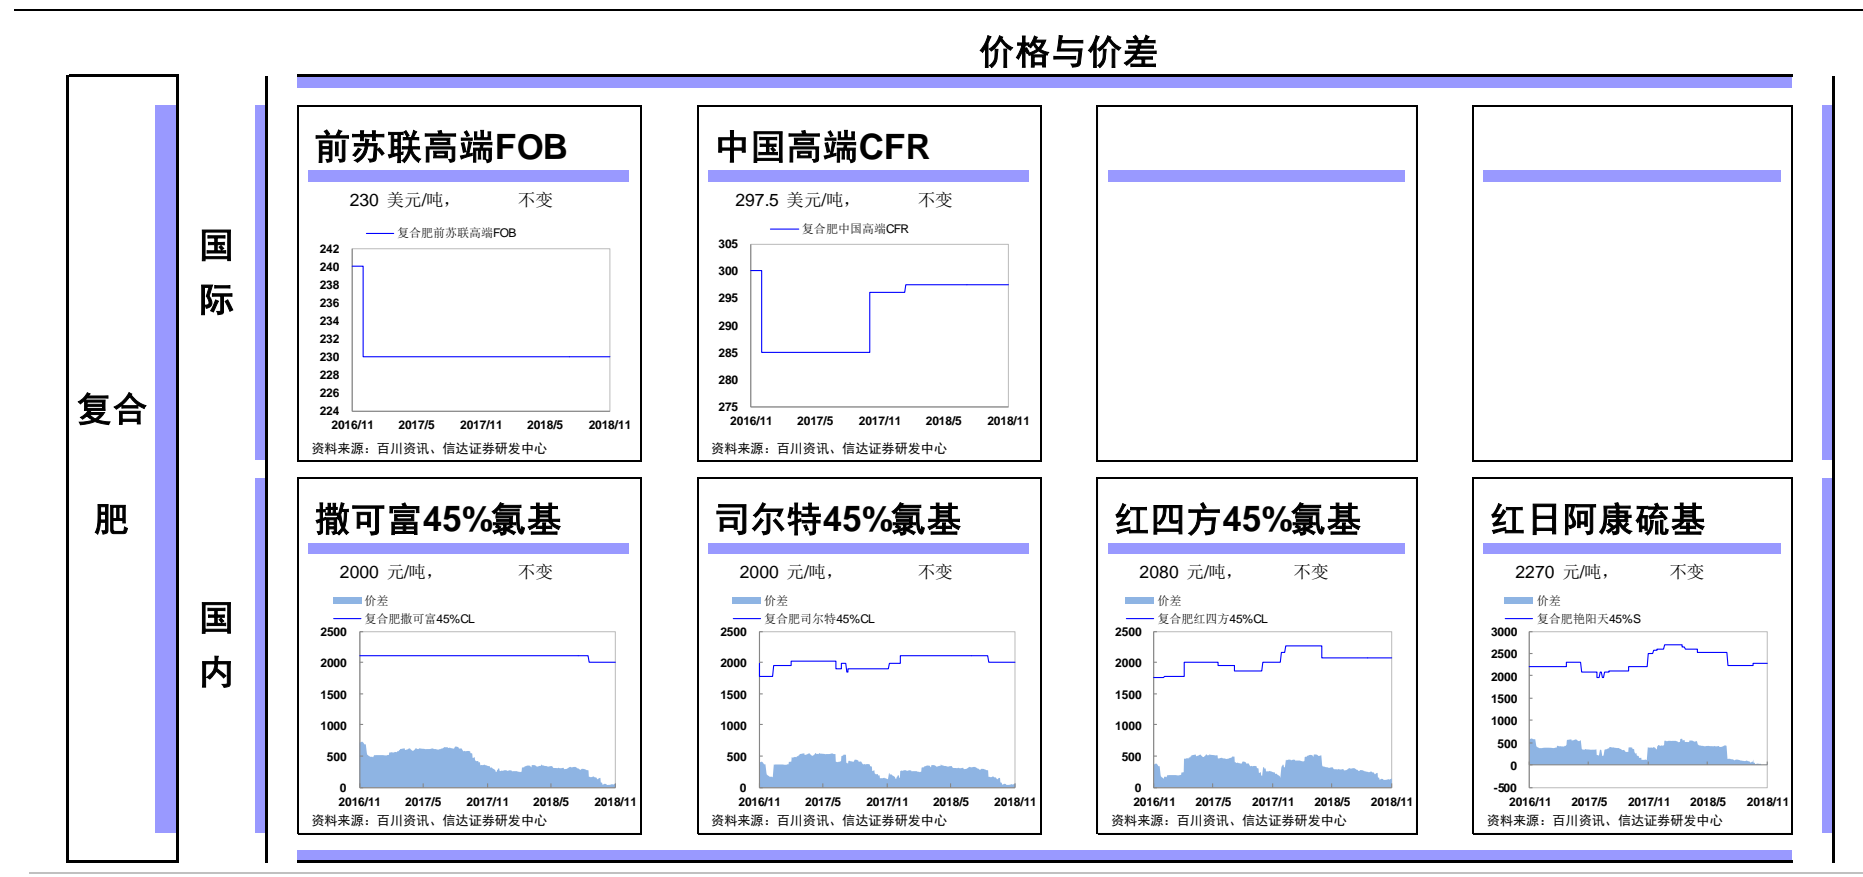 价格与价差
复合
肥
国
际
前苏联高端FOB
230 美元/吨， 不变
复合肥前苏联高端FOB
242
240
238
236
234
232
230
228
226
224
2016/11 2017/5 2017/11 2018/5 2018/11
资料来源：百川资讯、信达证券研发中心
中国高端CFR
297.5 美元/吨， 不变
复合肥中国高端CFR
305
300
295
290
285
280
275
2016/11 2017/5 2017/11 2018/5 2018/11
资料来源：百川资讯、信达证券研发中心
国
内
撒可富45%氯基
2000 元/吨， 不变
价差
复合肥撒可富45%CL
2500
2000
1500
1000
500
0
2016/11 2017/5 2017/11 2018/5 2018/11
资料来源：百川资讯、信达证券研发中心
司尔特45%氯基
2000 元/吨， 不变
价差
复合肥司尔特45%CL
2500
2000
1500
1000
500
0
2016/11 2017/5 2017/11 2018/5 2018/11
资料来源：百川资讯、信达证券研发中心
红四方45%氯基
2080 元/吨， 不变
价差
复合肥红四方45%CL
2500
2000
1500
1000
500
0
2016/11 2017/5 2017/11 2018/5 2018/11
资料来源：百川资讯、信达证券研发中心
红日阿康硫基
2270 元/吨， 不变
价差
复合肥艳阳天45%S
3000
2500
2000
1500
1000
500
0
-500
2016/11 2017/5 2017/11 2018/5 2018/11
资料来源：百川资讯、信达证券研发中心